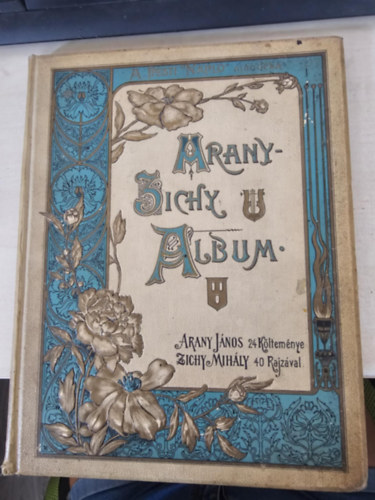 ARANY-
ZICHY
ALBUM.
ARANY JÁNOS 24 Költeménye
ZICHY MIHÁLY 40 Rajzával.